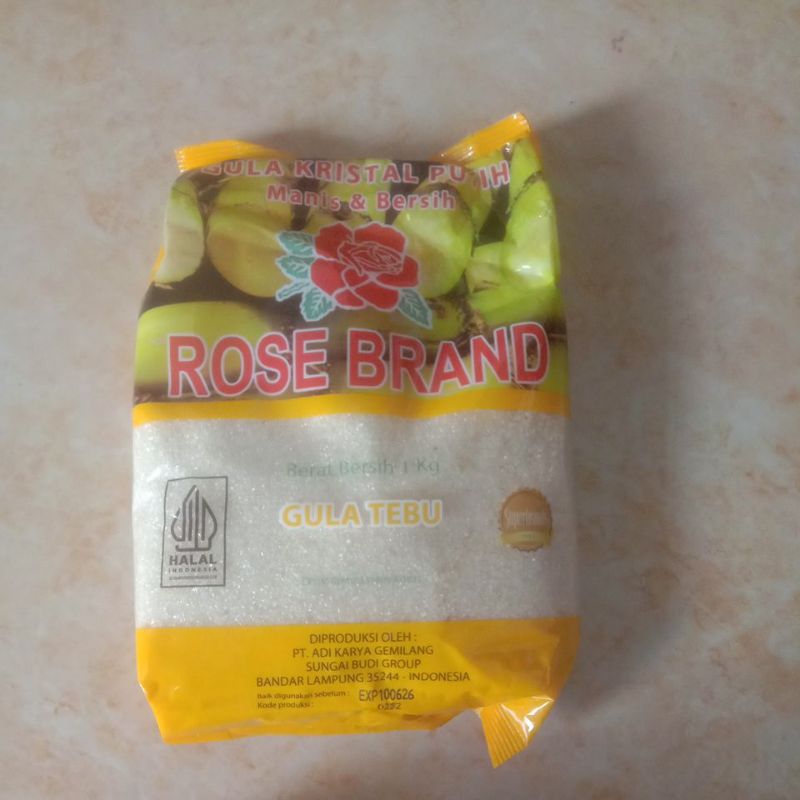 GULA KRISTAL PUTIH
Manis & Bersih
ROSE BRAND
Berat Bersih 1 Kg
GULA TEBU
HALAL
INDONESIA
DIPRODUKSI OLEH :
PT. ADI KARYA GEMILANG
SUNGAI BUDI GROUP
BANDAR LAMPUNG 35244 - INDONESIA
Baik digunakan sebelum : EXP100626
Kode produksi :